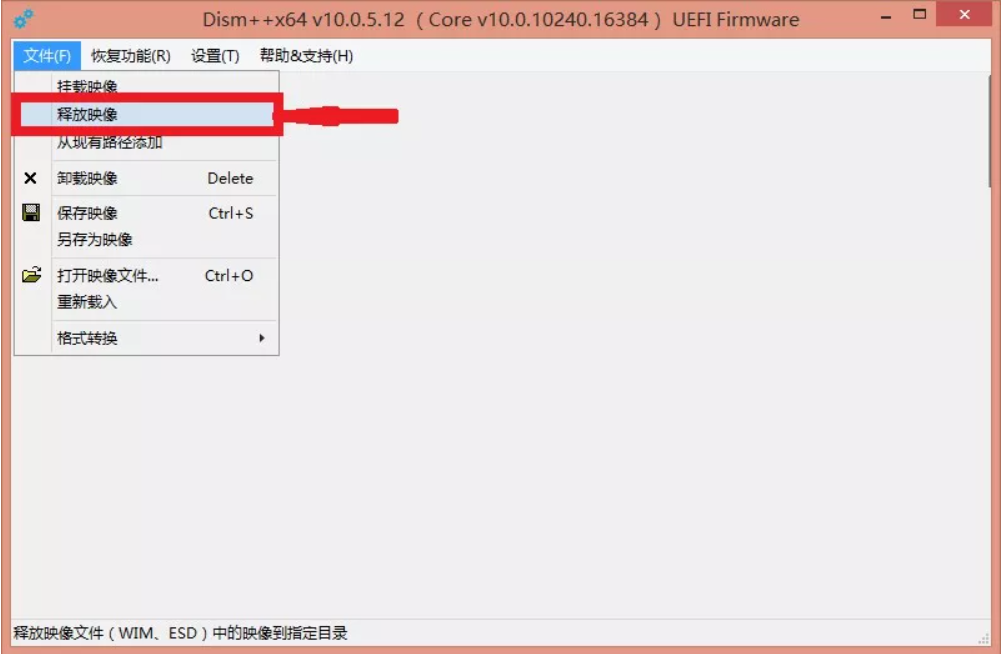 Dism++x64 v10.0.5.12 （Core v10.0.10240.16384） UEFI Firmware
文件(F) 恢复功能(R) 设置(T) 帮助&支持(H)
挂载映像
释放映像
从现有路径添加
卸载映像 Delete
保存映像 Ctrl+S
另存为映像
打开映像文件... Ctrl+O
重新载入
格式转换
释放映像文件（WIM、ESD）中的映像到指定目录